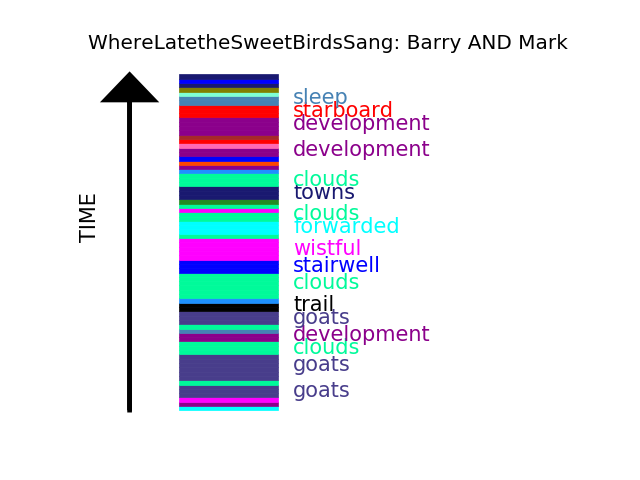 WhereLatetheSweetBirdsSang: Barry AND Mark
TIME
sleep
starboard
development
development
clouds
towns
clouds
forwarded
wistful
stairwell
clouds
trail
goats
development
clouds
goats
goats